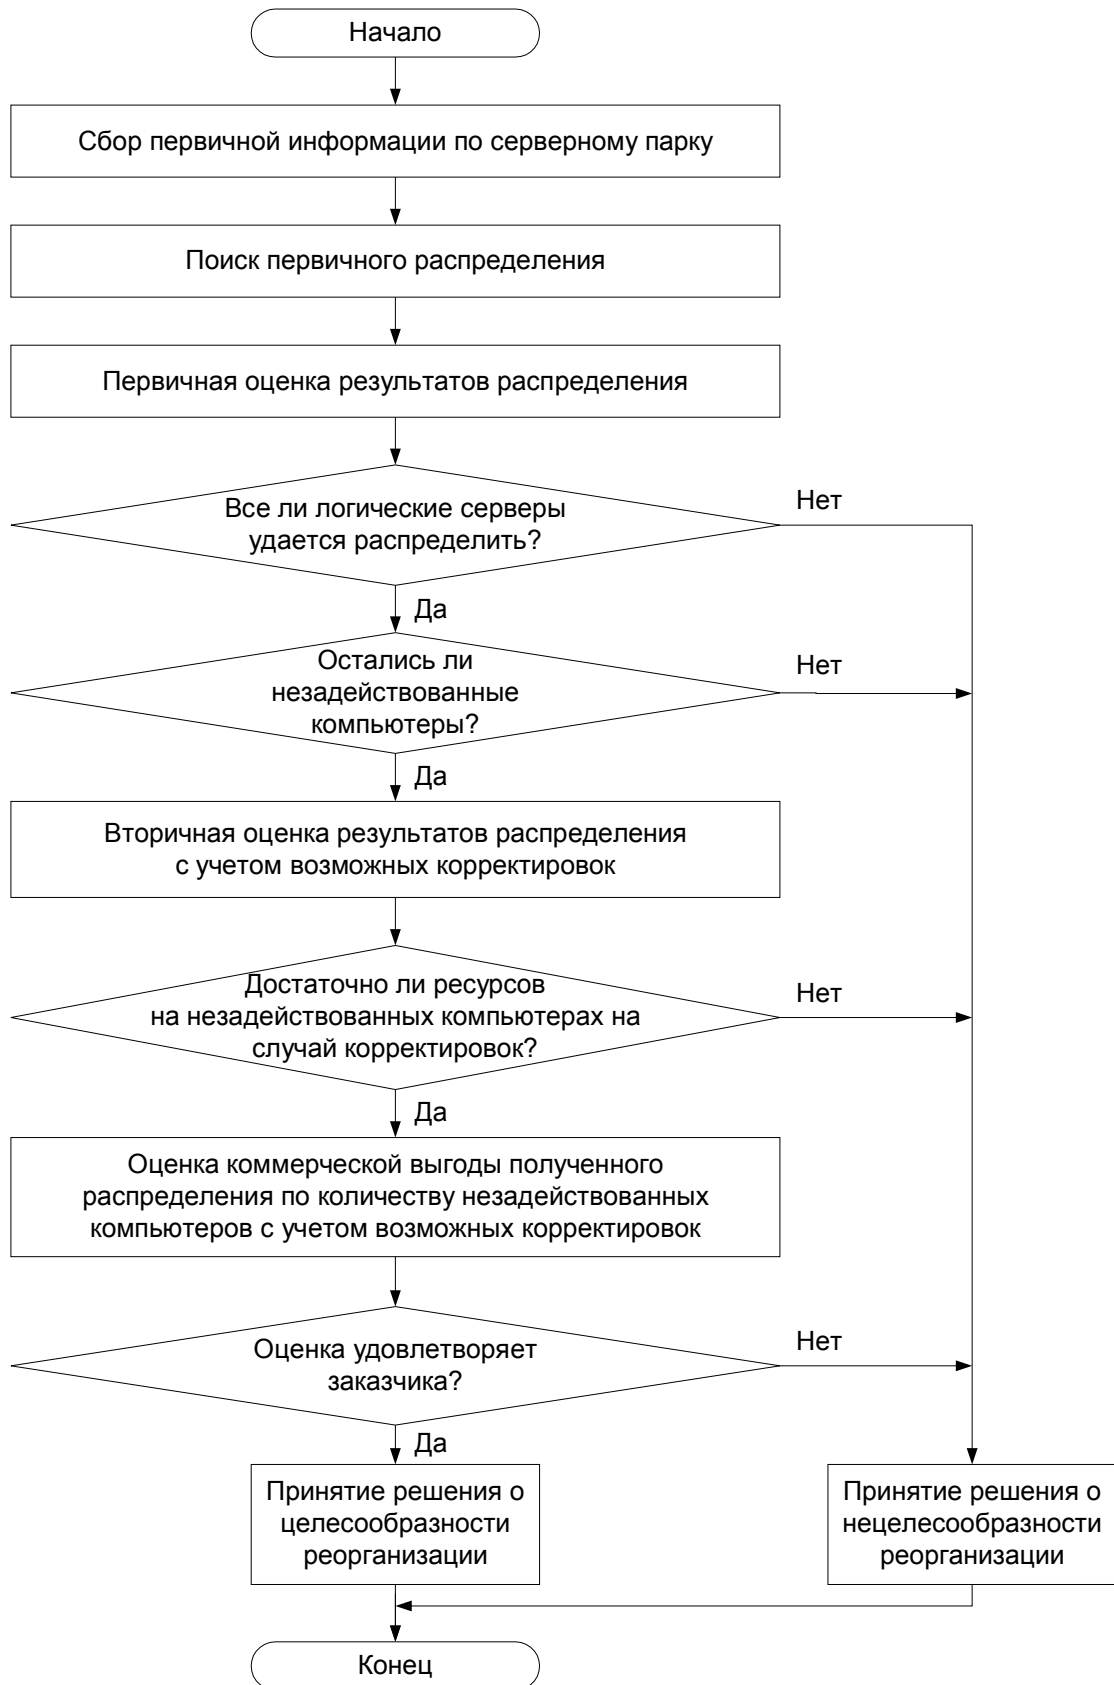 Начало
Сбор первичной информации по серверному парку
Поиск первичного распределения
Первичная оценка результатов распределения
Все ли логические серверы
удается распределить?
Нет
Да
Остались ли
незадействованные
компьютеры?
Нет
Да
Вторичная оценка результатов распределения
с учетом возможных корректировок
Достаточно ли ресурсов
на незадействованных компьютерах на
случай корректировок?
Нет
Да
Оценка коммерческой выгоды полученного
распределения по количеству незадействованных
компьютеров с учетом возможных корректировок
Оценка удовлетворяет
заказчика?
Нет
Да
Принятие решения о
целесообразности
реорганизации
Принятие решения о
нецелесообразности
реорганизации
Конец